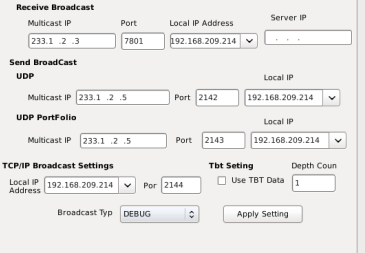 Receive Broadcast
Multicast IP Port Local IP Address Server IP
233.1 .2 .3 7801 192.168.209.214 . . .
Send BroadCast
UDP Local IP
Multicast IP 233.1 .2 .5 Port 2142 192.168.209.214
UDP PortFolio Local IP
Multicast IP 233.1 .2 .5 Port 2143 192.168.209.214
TCP/IP Broadcast Settings Tbt Seting Depth Coun
Local IP Address 192.168.209.214 Por 2144 Use TBT Data 1
Broadcast Typ DEBUG Apply Setting